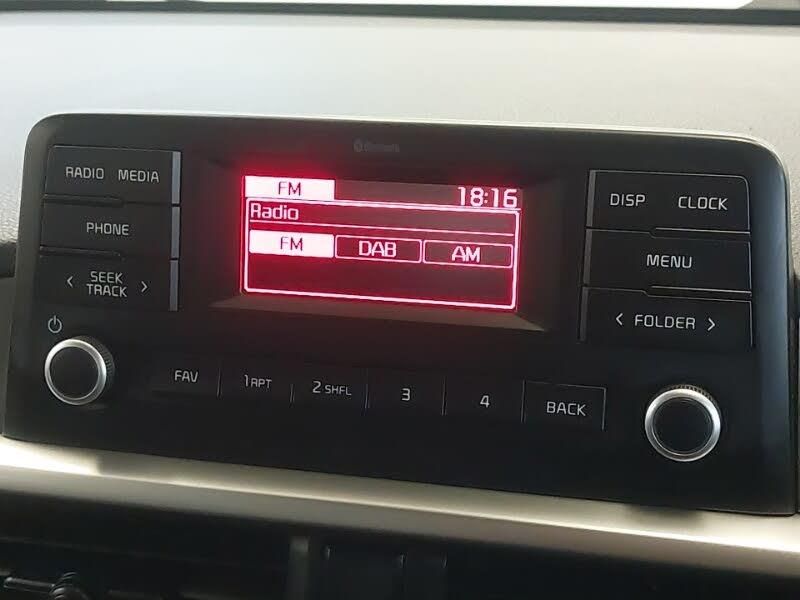 Bluetooth
RADIO MEDIA
PHONE
< SEEK TRACK >
FM 18:16
Radio
FM DAB AM
DISP CLOCK
MENU
< FOLDER >
FAV 1 RPT 2 SHFL 3 4 BACK